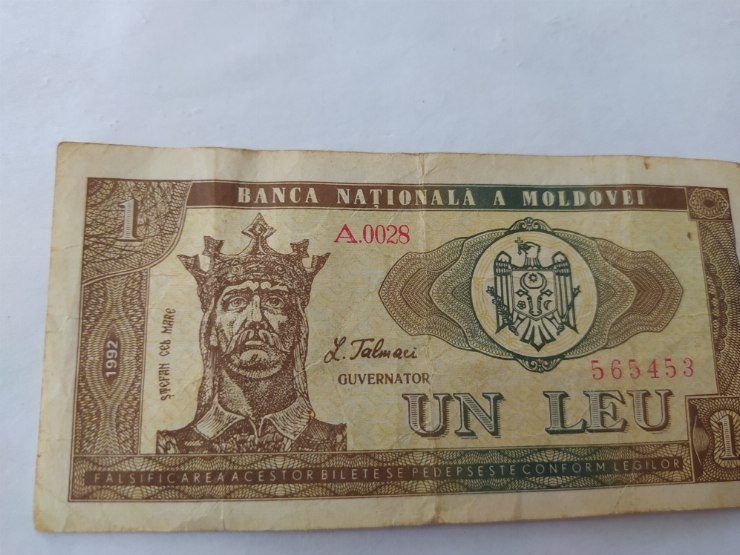 BANCA NAȚIONALĂ A MOLDOVEI
1
A.0028
1992
ȘTEFAN CEL MARE
L. Talmaci
GUVERNATOR
565453
UN LEU
1
FALSIFICAREA ACESTOR BILETE SE PEDEPSEȘTE CONFORM LEGILOR